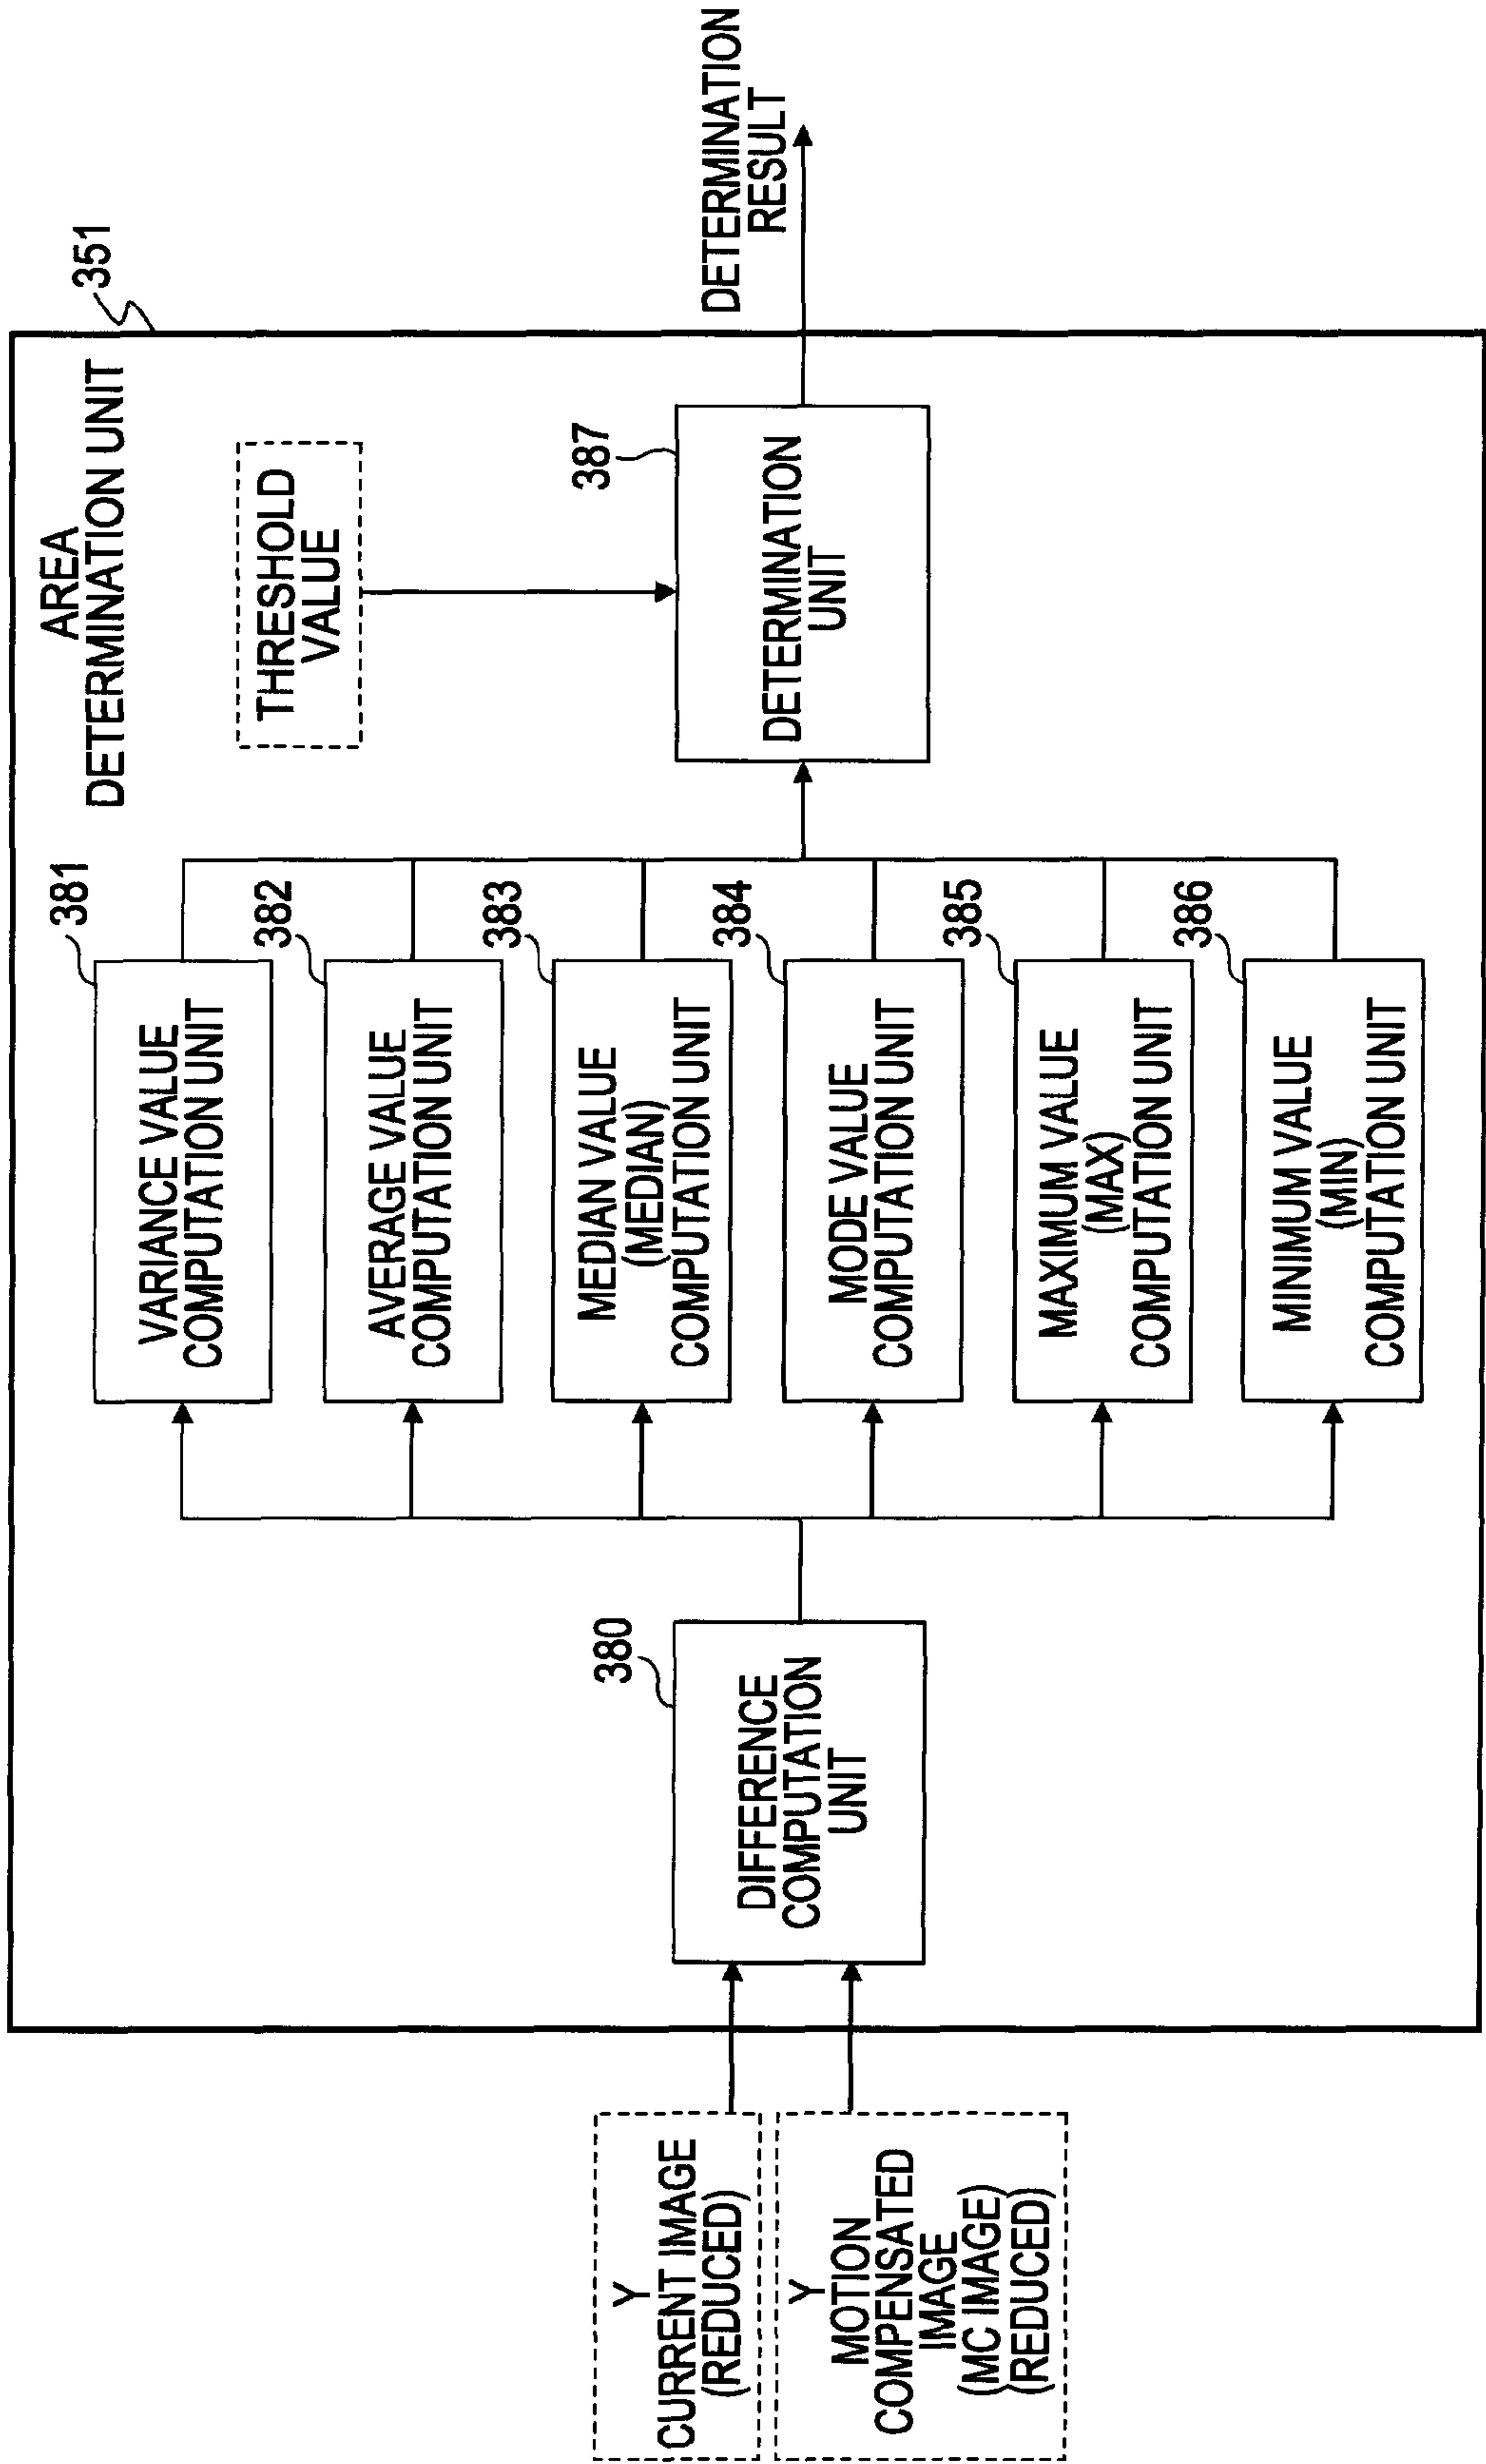 AREA
DETERMINATION UNIT
351
Y
CURRENT IMAGE
(REDUCED)
Y
MOTION
COMPENSATED
IMAGE
(MC IMAGE)
(REDUCED)
380
DIFFERENCE
COMPUTATION
UNIT
381
VARIANCE VALUE
COMPUTATION UNIT
382
AVERAGE VALUE
COMPUTATION UNIT
383
MEDIAN VALUE
(MEDIAN)
COMPUTATION UNIT
384
MODE VALUE
COMPUTATION UNIT
385
MAXIMUM VALUE
(MAX)
COMPUTATION UNIT
386
MINIMUM VALUE
(MIN)
COMPUTATION UNIT
THRESHOLD
VALUE
387
DETERMINATION
UNIT
DETERMINATION
RESULT